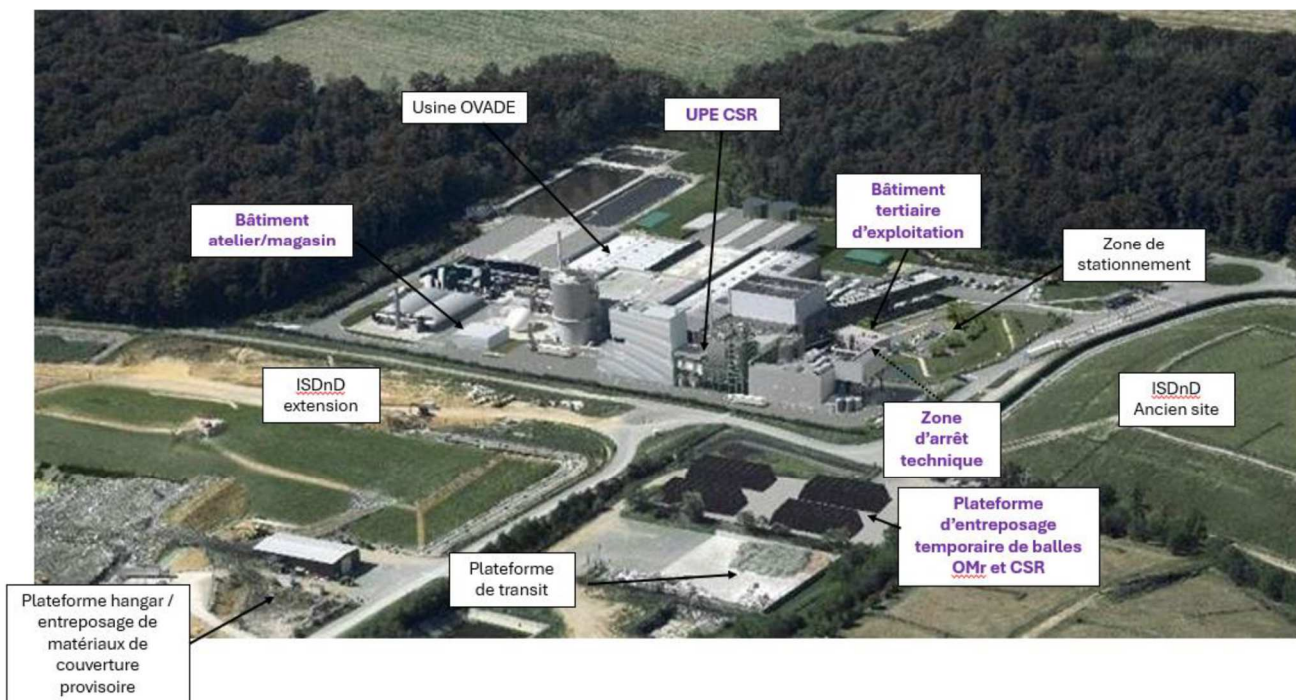 Usine OVADE
UPE CSR
Bâtiment
atelier/magasin
Bâtiment
tertiaire
d'exploitation
Zone de
stationnement
ISDnD
extension
ISDnD
Ancien site
Zone
d'arrêt
technique
Plateforme
d'entreposage
temporaire de balles
OMr et CSR
Plateforme
de transit
Plateforme hangar /
entreposage de
matériaux de
couverture
provisoire